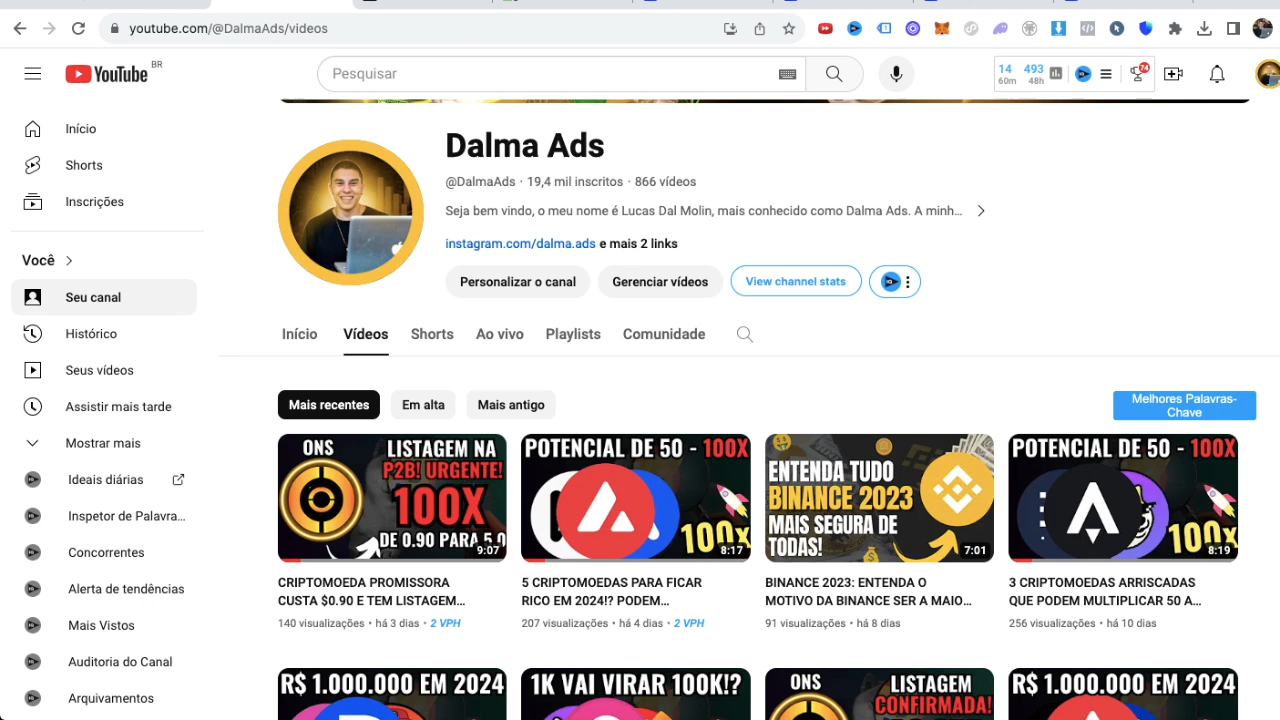 youtube.com/@DalmaAds/videos
YouTube BR
Pesquisar
14 493
60m 48h
74
Início
Shorts
Inscrições
Você
Seu canal
Histórico
Seus vídeos
Assistir mais tarde
Mostrar mais
Ideais diárias
Inspetor de Palavra...
Concorrentes
Alerta de tendências
Mais Vistos
Auditoria do Canal
Arquivamentos
Dalma Ads
@DalmaAds · 19,4 mil inscritos · 866 vídeos
Seja bem vindo, o meu nome é Lucas Dal Molin, mais conhecido como Dalma Ads. A minh...
instagram.com/dalma.ads e mais 2 links
Personalizar o canal
Gerenciar vídeos
View channel stats
Início
Vídeos
Shorts
Ao vivo
Playlists
Comunidade
Mais recentes
Em alta
Mais antigo
Melhores Palavras-
Chave
ONS
LISTAGEM NA
P2B! URGENTE!
100X
DE 0.90 PARA 5.0
9:07
CRIPTOMOEDA PROMISSORA
CUSTA $0.90 E TEM LISTAGEM...
140 visualizações • há 3 dias • 2 VPH
POTENCIAL DE 50 - 100X
100x
8:17
5 CRIPTOMOEDAS PARA FICAR
RICO EM 2024!? PODEM...
207 visualizações • há 4 dias • 2 VPH
ENTENDA TUDO
BINANCE 2023
MAIS SEGURA DE
TODAS!
7:01
BINANCE 2023: ENTENDA O
MOTIVO DA BINANCE SER A MAIO...
91 visualizações • há 8 dias
POTENCIAL DE 50 - 100X
100x
8:19
3 CRIPTOMOEDAS ARRISCADAS
QUE PODEM MULTIPLICAR 50 A...
256 visualizações • há 10 dias
R$ 1.000.000 EM 2024
1K VAI VIRAR 100K!?
ONS
LISTAGEM
CONFIRMADA!
R$ 1.000.000 EM 2024